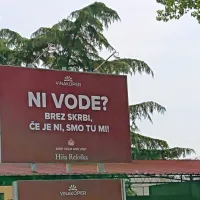 VINAKOPER
NI VODE?
BREZ SKRBI,
ČE JE NI, SMO TU MI!
Hiša Refoška
VINAKOPER